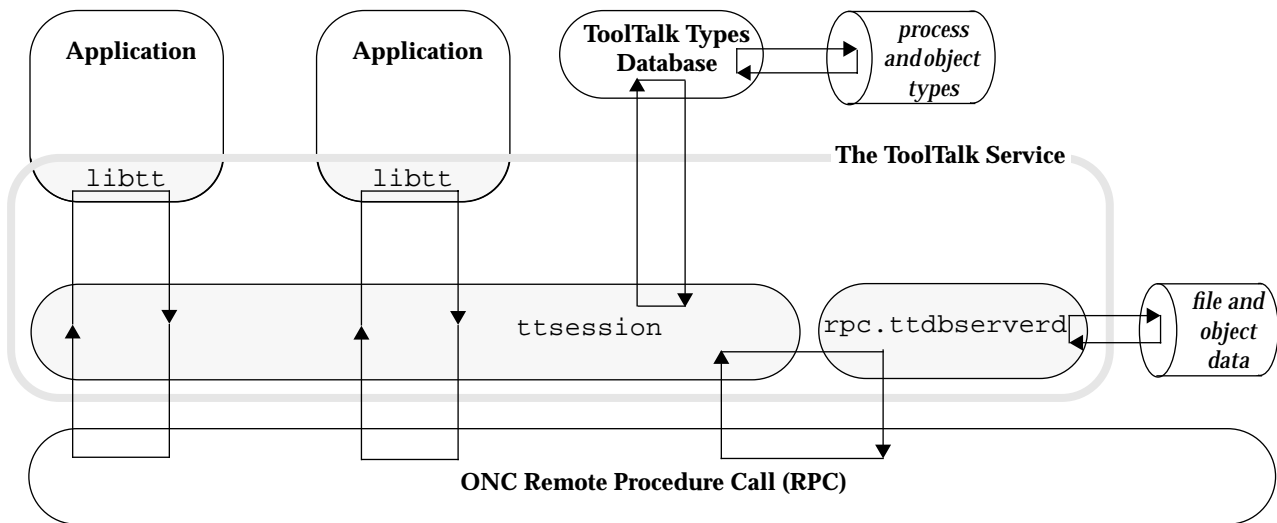 Application
Application
ToolTalk Types
Database
process
and object
types
The ToolTalk Service
libtt
libtt
ttsession
rpc.ttdbserverd
file and
object
data
ONC Remote Procedure Call (RPC)